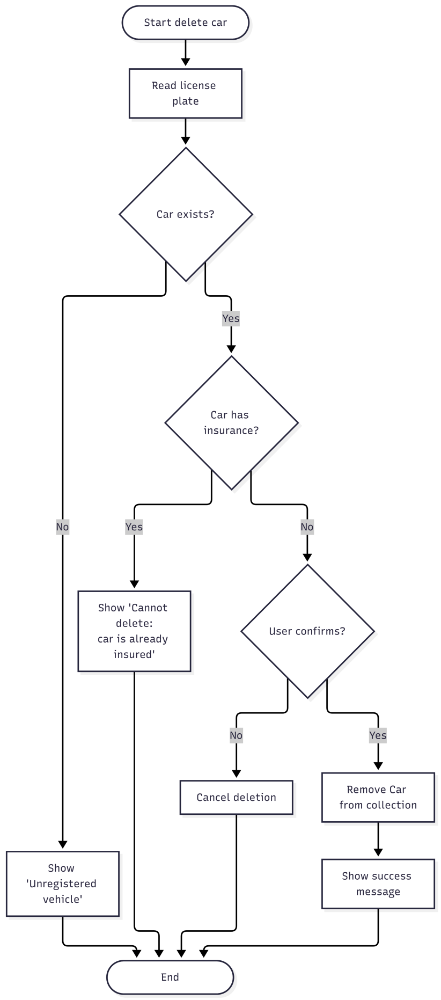 Start delete car
Read license
plate
Car exists?
Yes
Car has
insurance?
No
Yes
No
Show 'Cannot
delete:
car is already
insured'
User confirms?
No
Yes
Cancel deletion
Remove Car
from collection
Show
'Unregistered
vehicle'
Show success
message
End